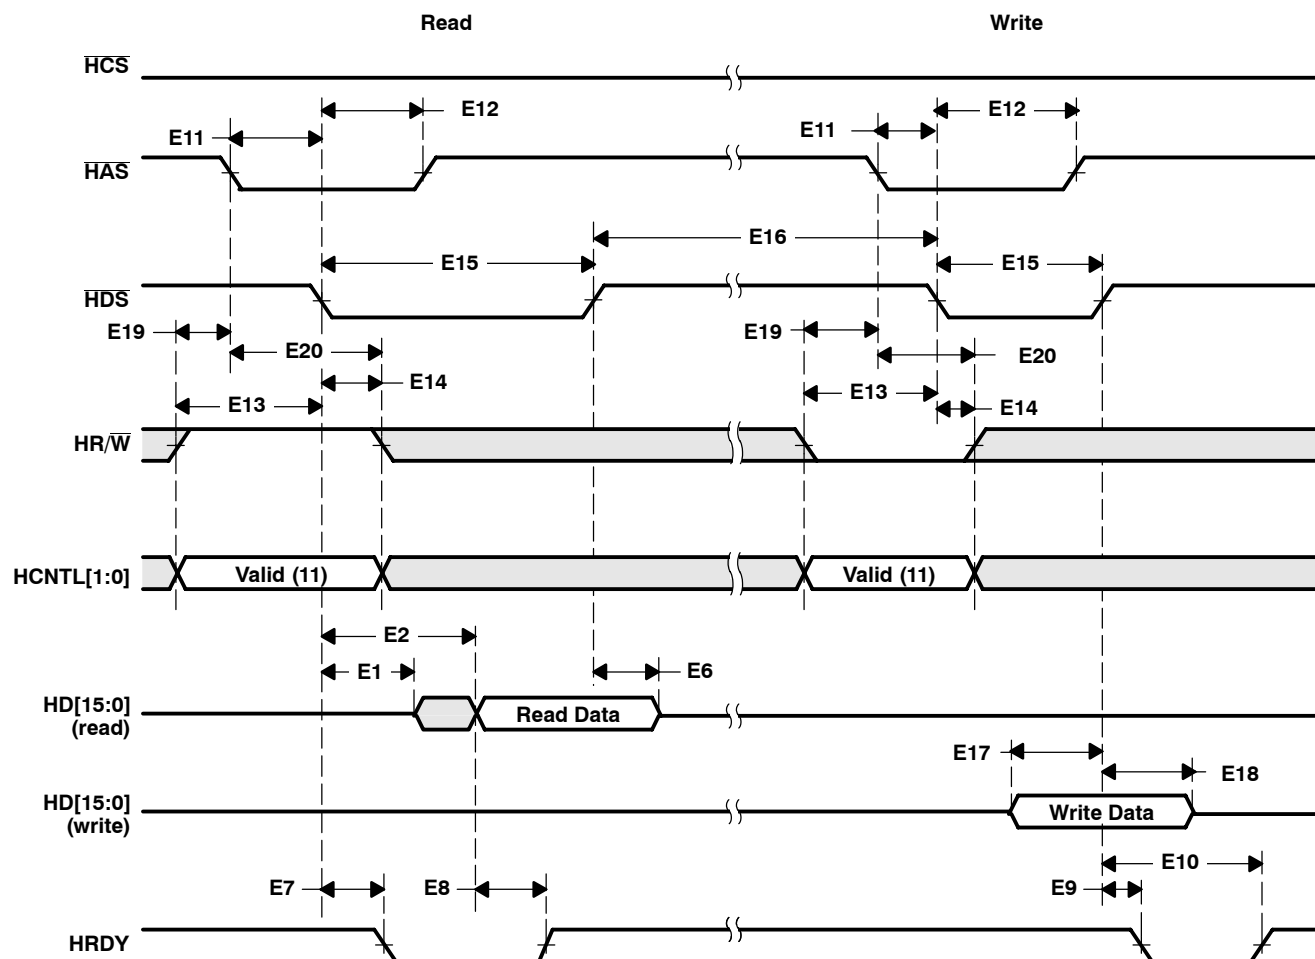 Read Write
HCS
E12 E12
E11 E11
HAS
E16
E15 E15
HDS
E19 E19
E20 E20
E14
E13 E13
E14
HR/W
HCNTL[1:0] Valid (11) Valid (11)
E2
E1 E6
HD[15:0] Read Data
(read)
E17
E18
HD[15:0] Write Data
(write)
E10
E7 E8 E9
HRDY